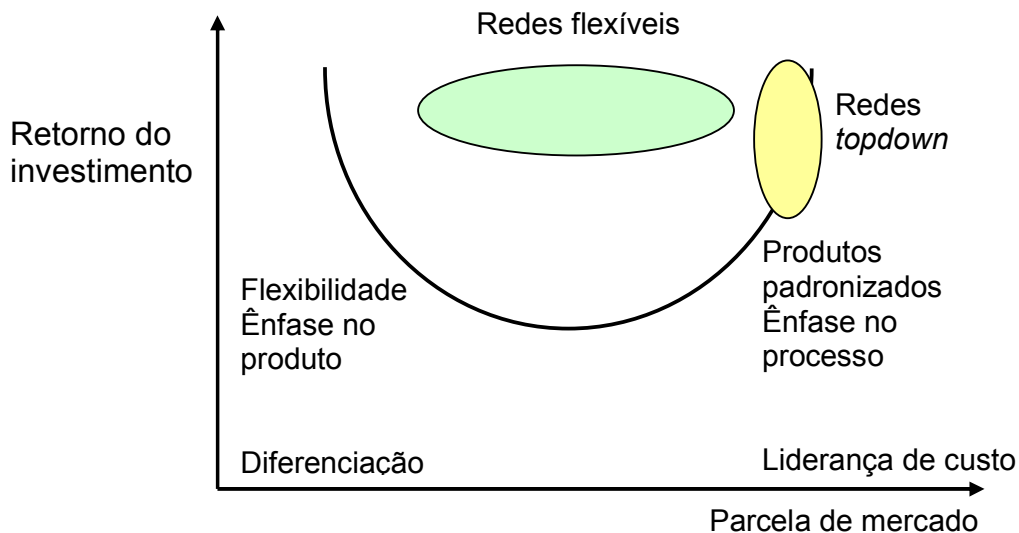 Redes flexíveis
Retorno do
investimento
Redes
topdown
Flexibilidade
Ênfase no
produto
Produtos
padronizados
Ênfase no
processo
Diferenciação
Liderança de custo
Parcela de mercado